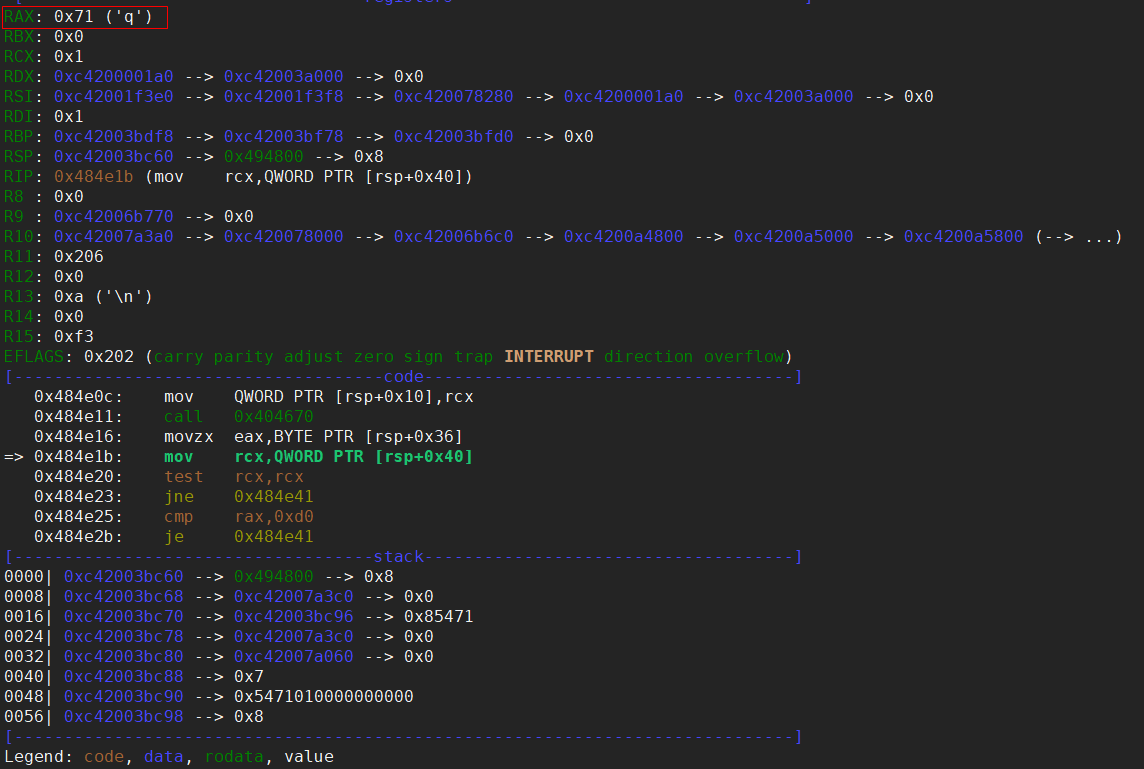 [----------------------------------registers-----------------------------------]
RAX: 0x71 ('q')
RBX: 0x0
RCX: 0x1
RDX: 0xc4200001a0 --> 0xc42003a000 --> 0x0
RSI: 0xc42001f3e0 --> 0xc42001f3f8 --> 0xc420078280 --> 0xc4200001a0 --> 0xc42003a000 --> 0x0
RDI: 0x1
RBP: 0xc42003bdf8 --> 0xc42003bf78 --> 0xc42003bfd0 --> 0x0
RSP: 0xc42003bc60 --> 0x494800 --> 0x8
RIP: 0x484e1b (mov    rcx,QWORD PTR [rsp+0x40])
R8 : 0x0
R9 : 0xc42006b770 --> 0x0
R10: 0xc42007a3a0 --> 0xc420078000 --> 0xc42006b6c0 --> 0xc4200a4800 --> 0xc4200a5000 --> 0xc4200a5800 (--> ...)
R11: 0x206
R12: 0x0
R13: 0xa ('\n')
R14: 0x0
R15: 0xf3
EFLAGS: 0x202 (carry parity adjust zero sign trap INTERRUPT direction overflow)
[-------------------------------------code-------------------------------------]
   0x484e0c:    mov    QWORD PTR [rsp+0x10],rcx
   0x484e11:    call   0x404670
   0x484e16:    movzx  eax,BYTE PTR [rsp+0x36]
=> 0x484e1b:    mov    rcx,QWORD PTR [rsp+0x40]
   0x484e20:    test   rcx,rcx
   0x484e23:    jne    0x484e41
   0x484e25:    cmp    rax,0xd0
   0x484e2b:    je     0x484e41
[------------------------------------stack-------------------------------------]
0000| 0xc42003bc60 --> 0x494800 --> 0x8
0008| 0xc42003bc68 --> 0xc42007a3c0 --> 0x0
0016| 0xc42003bc70 --> 0xc42003bc96 --> 0x85471
0024| 0xc42003bc78 --> 0xc42007a3c0 --> 0x0
0032| 0xc42003bc80 --> 0xc42007a060 --> 0x0
0040| 0xc42003bc88 --> 0x7
0048| 0xc42003bc90 --> 0x5471010000000000
0056| 0xc42003bc98 --> 0x8
[------------------------------------------------------------------------------]
Legend: code, data, rodata, value